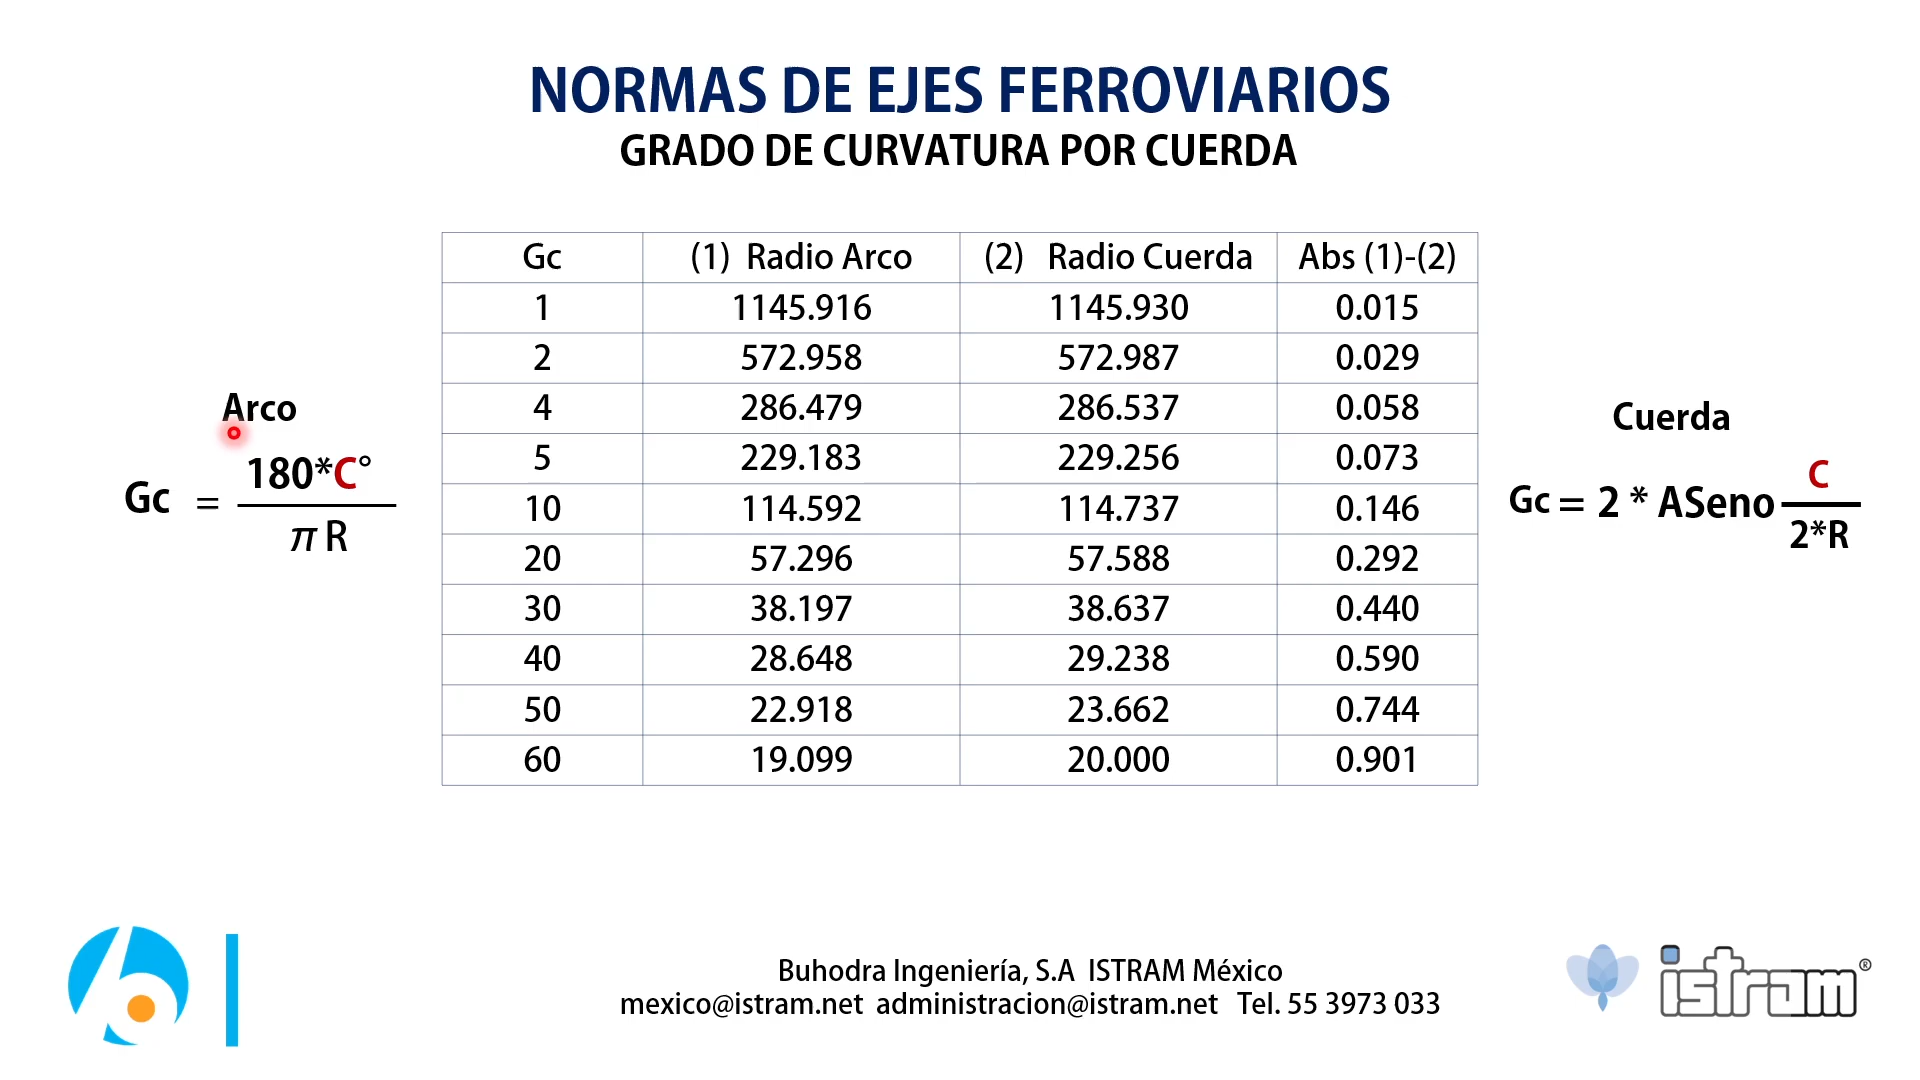 NORMAS DE EJES FERROVIARIOS
GRADO DE CURVATURA POR CUERDA
Gc (1) Radio Arco (2) Radio Cuerda Abs (1)-(2)
1 1145.916 1145.930 0.015
2 572.958 572.987 0.029
4 286.479 286.537 0.058
5 229.183 229.256 0.073
10 114.592 114.737 0.146
20 57.296 57.588 0.292
30 38.197 38.637 0.440
40 28.648 29.238 0.590
50 22.918 23.662 0.744
60 19.099 20.000 0.901
Arco
180*C°
Gc =
π R
Cuerda
C
Gc = 2 * ASeno
2*R
Buhodra Ingeniería, S.A ISTRAM México
mexico@istram.net administracion@istram.net Tel. 55 3973 033
istram®